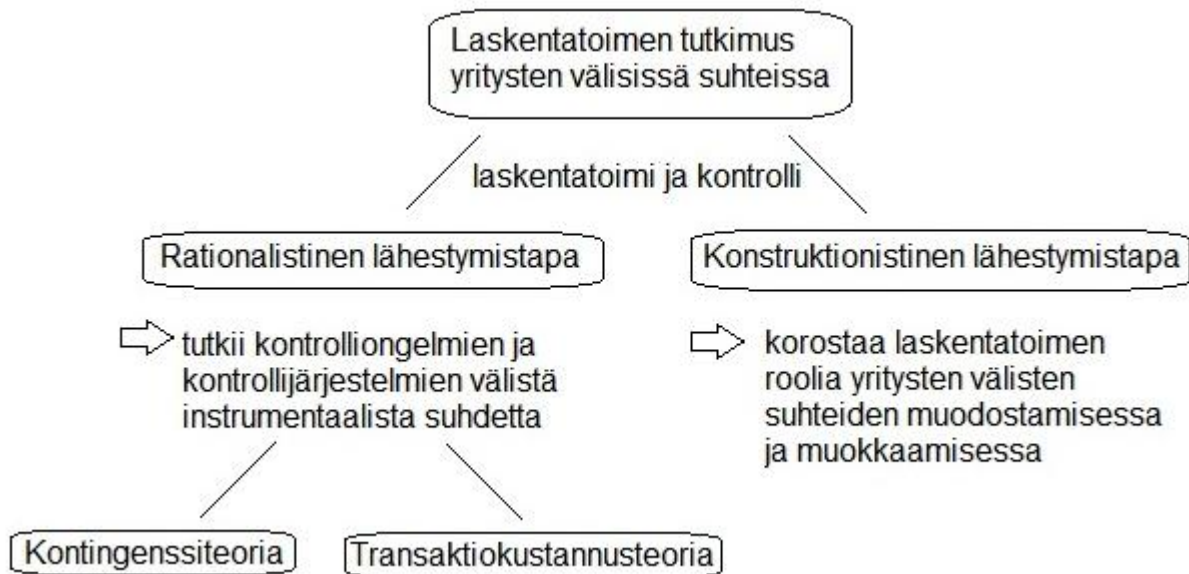 Laskentatoimen tutkimus
yritysten välisissä suhteissa
laskentatoimi ja kontrolli
Rationalistinen lähestymistapa
Konstruktionistinen lähestymistapa
tutkii kontrolliongelmien ja
kontrollijärjestelmien välistä
instrumentaalista suhdetta
korostaa laskentatoimen
roolia yritysten välisten
suhteiden muodostamisessa
ja muokkaamisessa
Kontingenssiteoria
Transaktiokustannusteoria